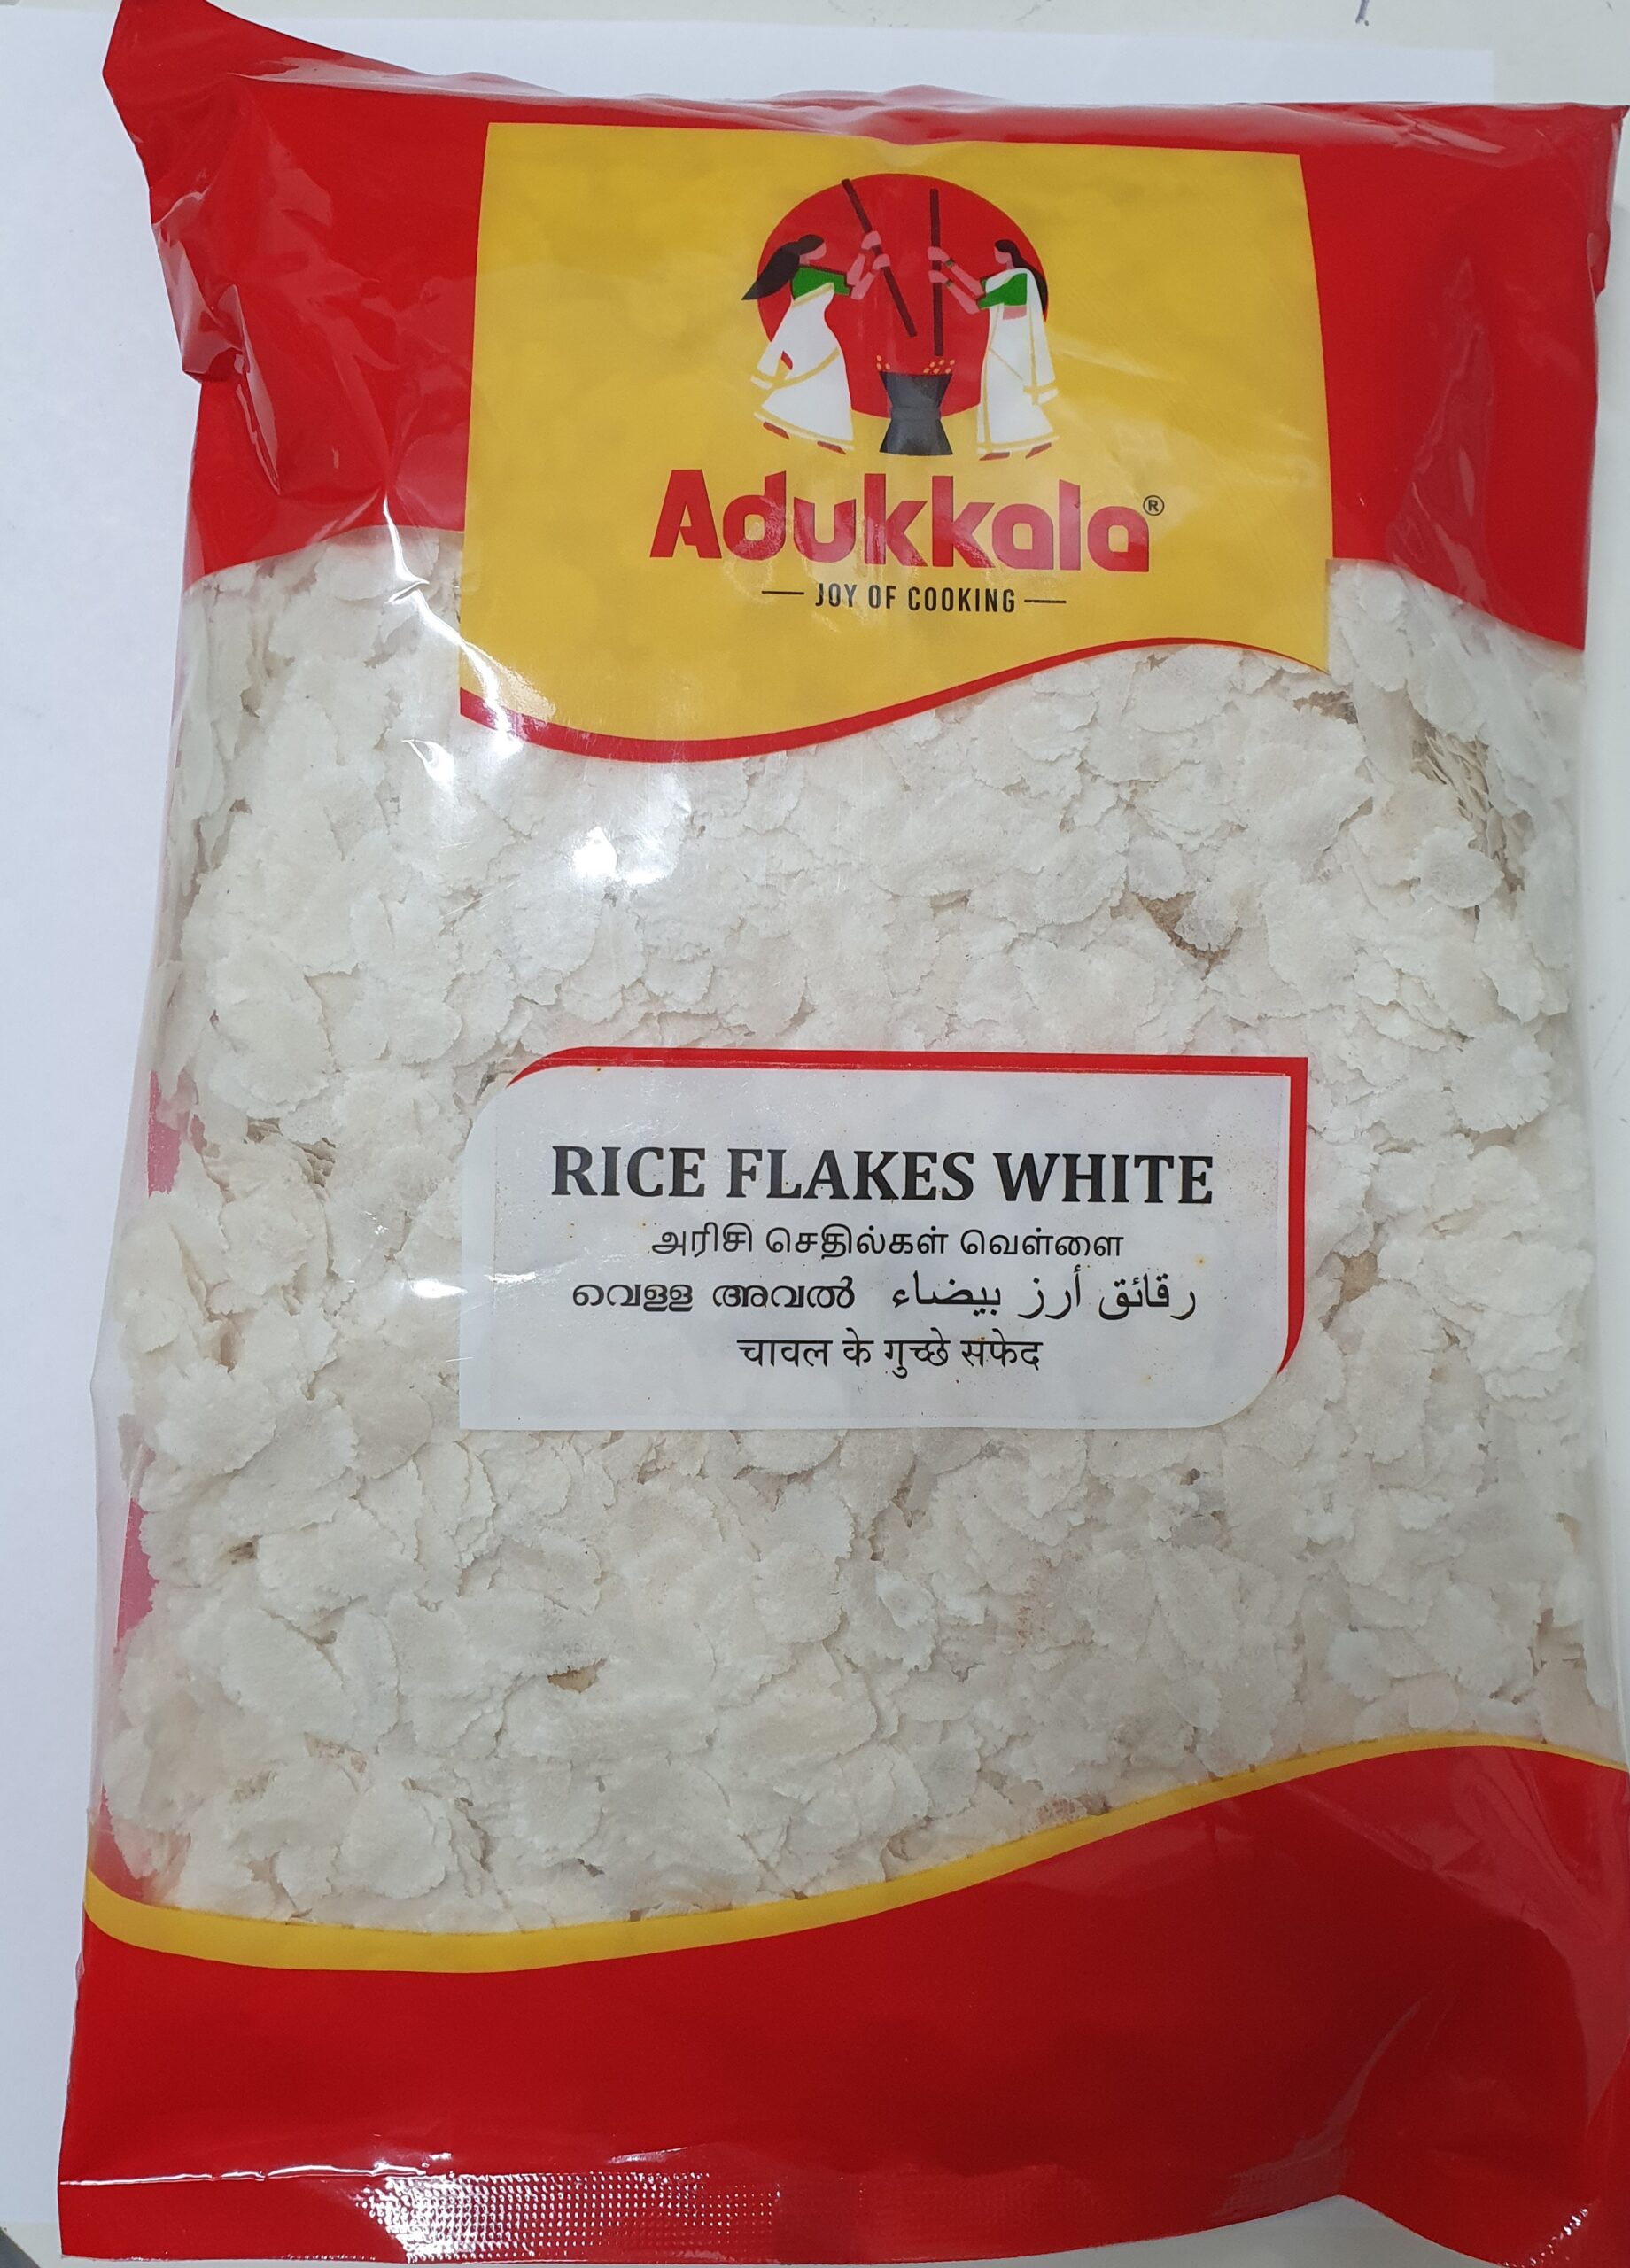 Adukkala®
JOY OF COOKING
RICE FLAKES WHITE
அரிசி செதில்கள் வெள்ளை
വെള്ള അവൽ رقائق أرز بيضاء
चावल के गुच्छे सफेद